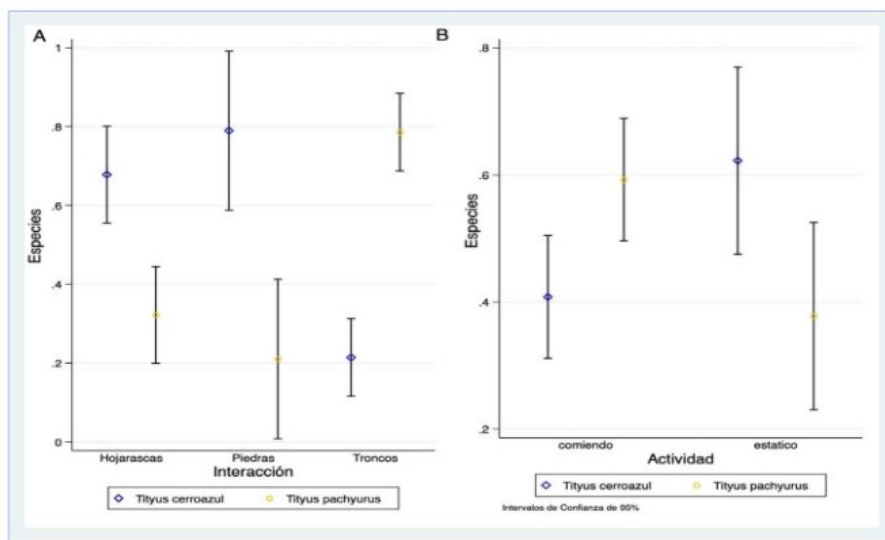 A
1
.8
.6
.4
.2
0
Especies
Hojarascas Piedras Troncos
Interacción
Tityus cerroazul Tityus pachyurus
B
.8
.6
.4
.2
Especies
comiendo estatico
Actividad
Tityus cerroazul Tityus pachyurus
Intervalos de Confianza de 95%